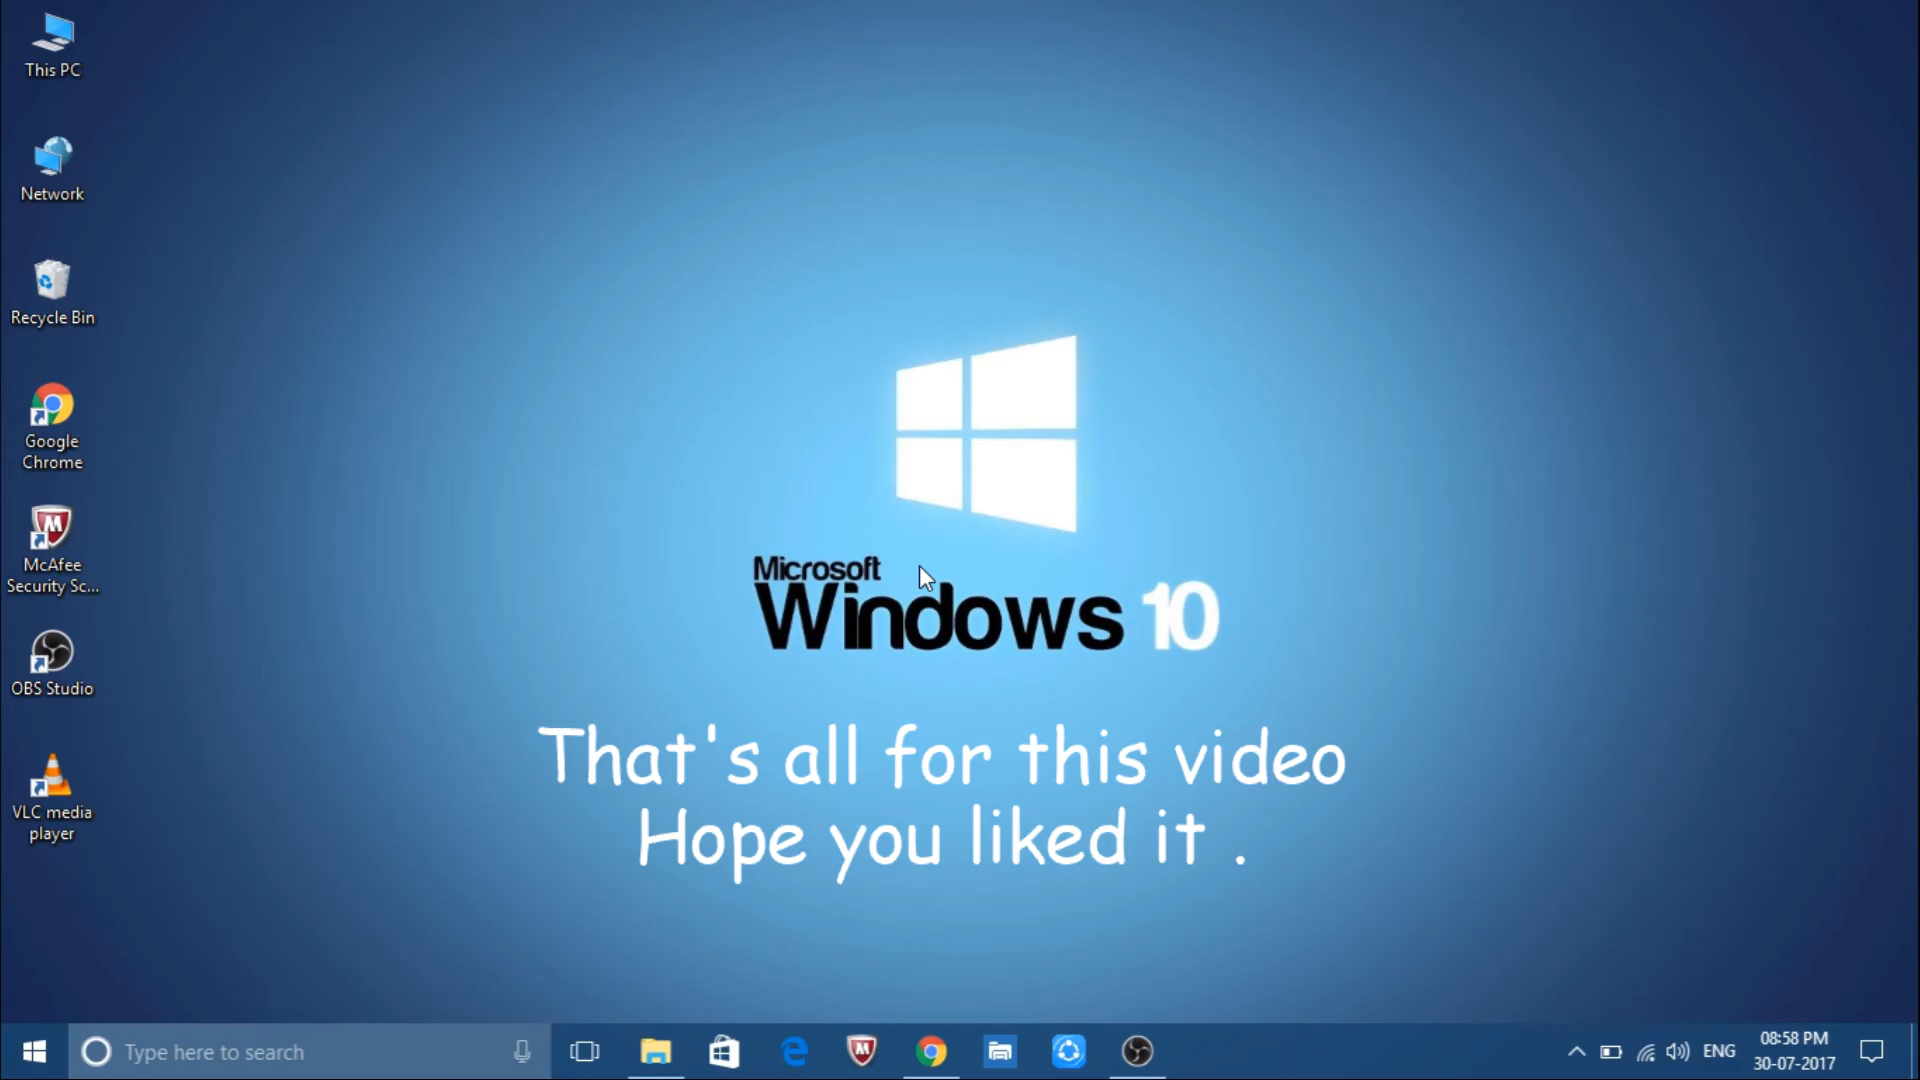 This PC
Network
Recycle Bin
Google
Chrome
McAfee
Security Sc...
OBS Studio
VLC media
player
Microsoft
Windows 10
That's all for this video
Hope you liked it .
Type here to search
ENG
08:58 PM
30-07-2017